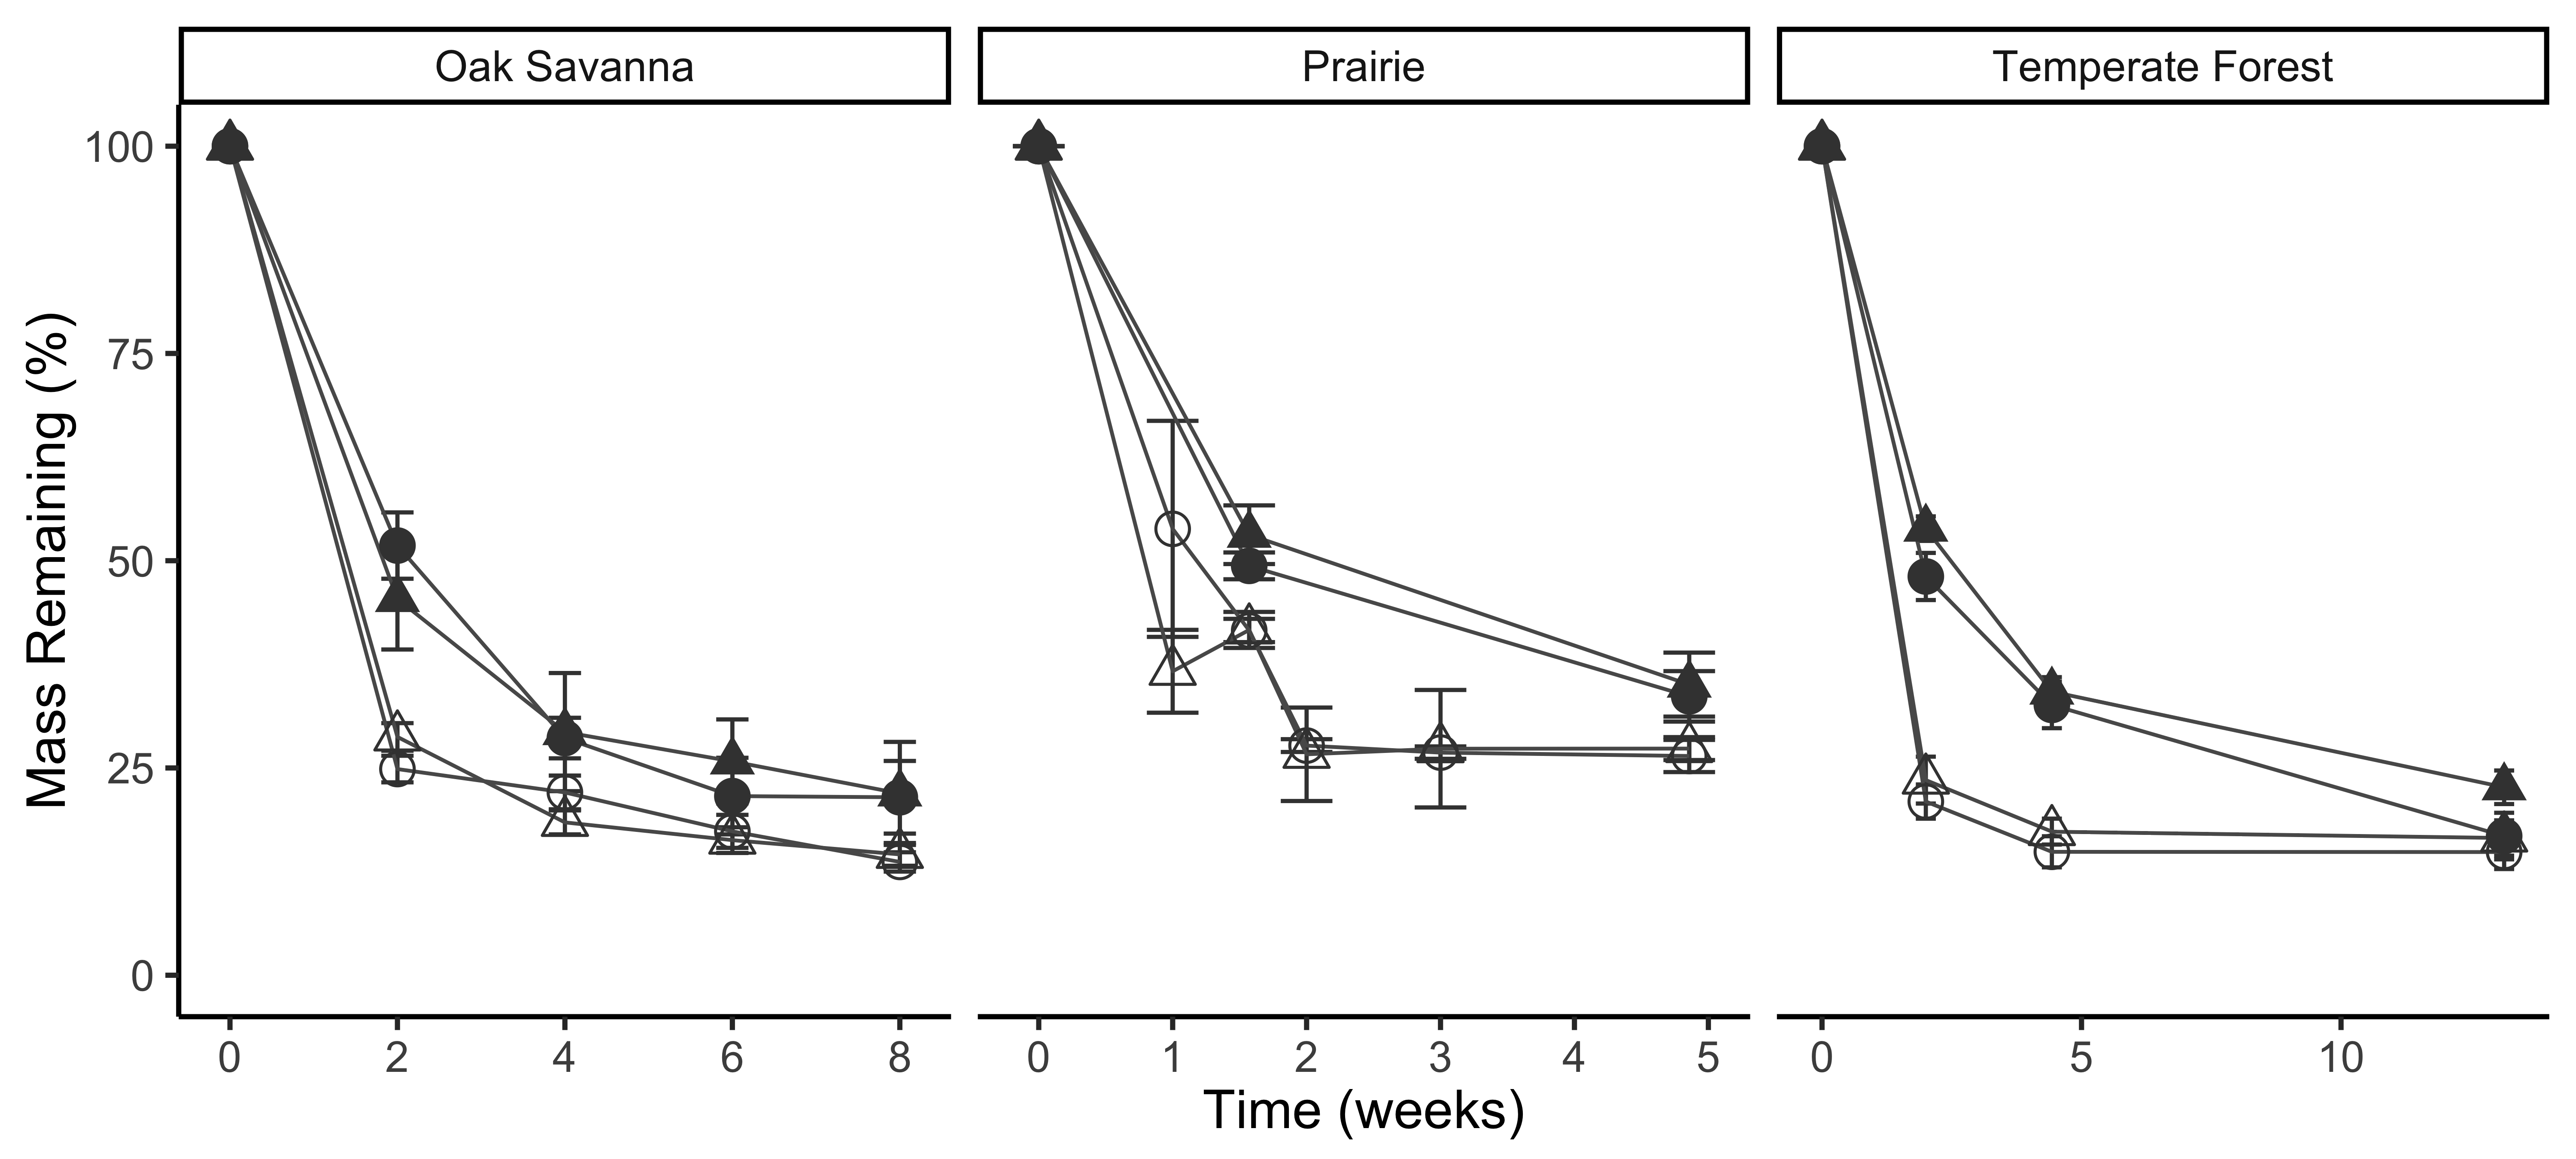 Oak Savanna
Prairie
Temperate Forest
Mass Remaining (%)
100
75
50
25
0
0 2 4 6 8
0 1 2 3 4 5
0 5 10
Time (weeks)